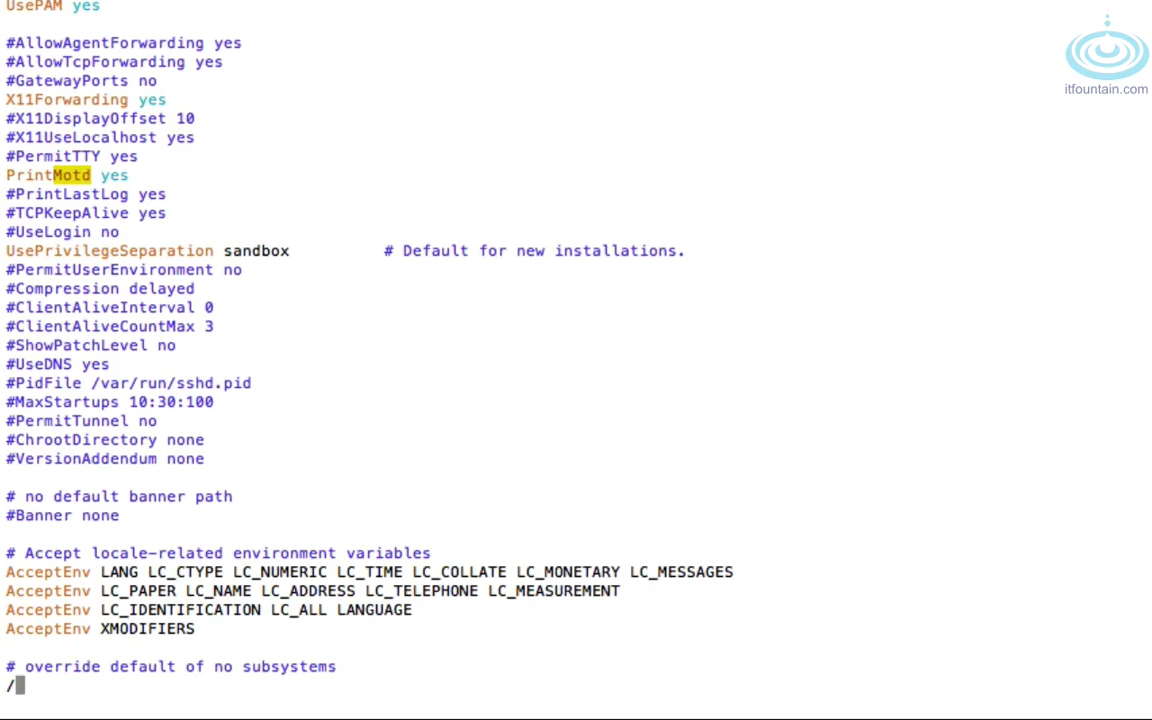 UsePAM yes
#AllowAgentForwarding yes
#AllowTcpForwarding yes
#GatewayPorts no
X11Forwarding yes
#X11DisplayOffset 10
#X11UseLocalhost yes
#PermitTTY yes
PrintMotd yes
#PrintLastLog yes
#TCPKeepAlive yes
#UseLogin no
UsePrivilegeSeparation sandbox          # Default for new installations.
#PermitUserEnvironment no
#Compression delayed
#ClientAliveInterval 0
#ClientAliveCountMax 3
#ShowPatchLevel no
#UseDNS yes
#PidFile /var/run/sshd.pid
#MaxStartups 10:30:100
#PermitTunnel no
#ChrootDirectory none
#VersionAddendum none
# no default banner path
#Banner none
# Accept locale-related environment variables
AcceptEnv LANG LC_CTYPE LC_NUMERIC LC_TIME LC_COLLATE LC_MONETARY LC_MESSAGES
AcceptEnv LC_PAPER LC_NAME LC_ADDRESS LC_TELEPHONE LC_MEASUREMENT
AcceptEnv LC_IDENTIFICATION LC_ALL LANGUAGE
AcceptEnv XMODIFIERS
# override default of no subsystems
/
itfountain.com